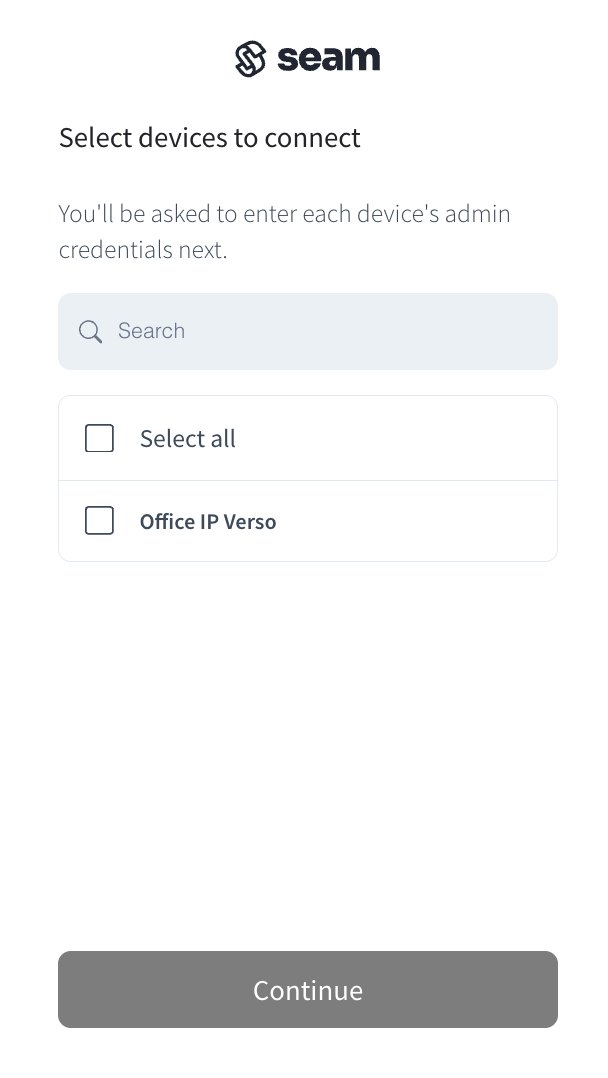 seam
Select devices to connect
You'll be asked to enter each device's admin
credentials next.
Search
Select all
Office IP Verso
Continue